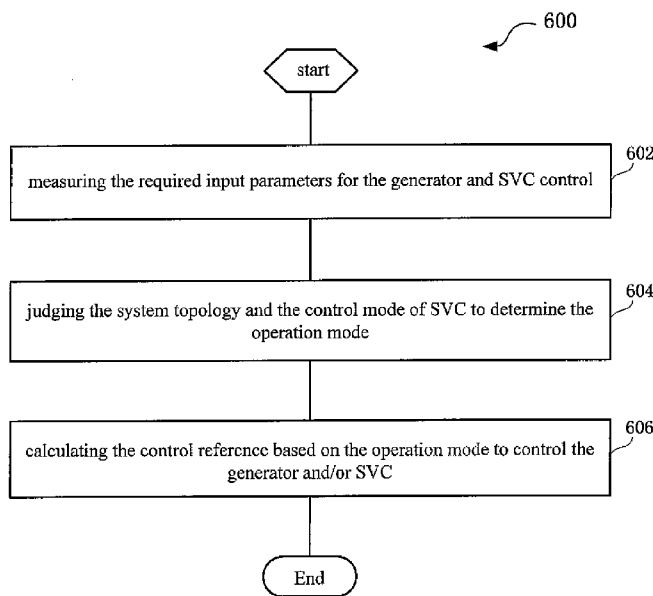 600
start
602
measuring the required input parameters for the generator and SVC control
604
judging the system topology and the control mode of SVC to determine the
operation mode
606
calculating the control reference based on the operation mode to control the
generator and/or SVC
End